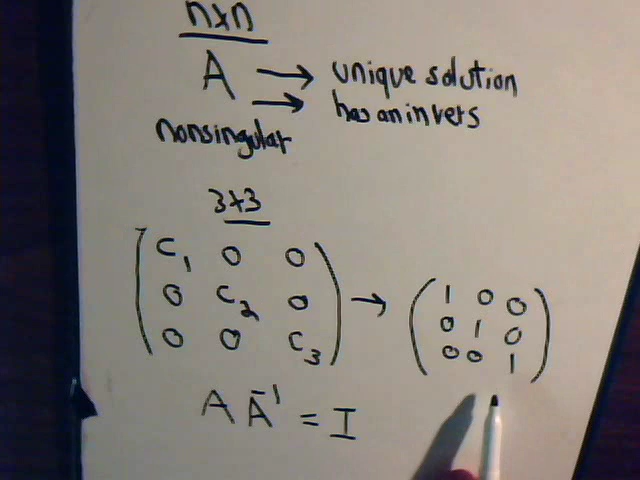 nxn
A → unique solution
→ has an invers
nonsingular
3x3
C₁ 0 0
0 C₂ 0 → 1 0 0
0 0 C₃ 0 1 0
0 0 1
A A⁻¹ = I